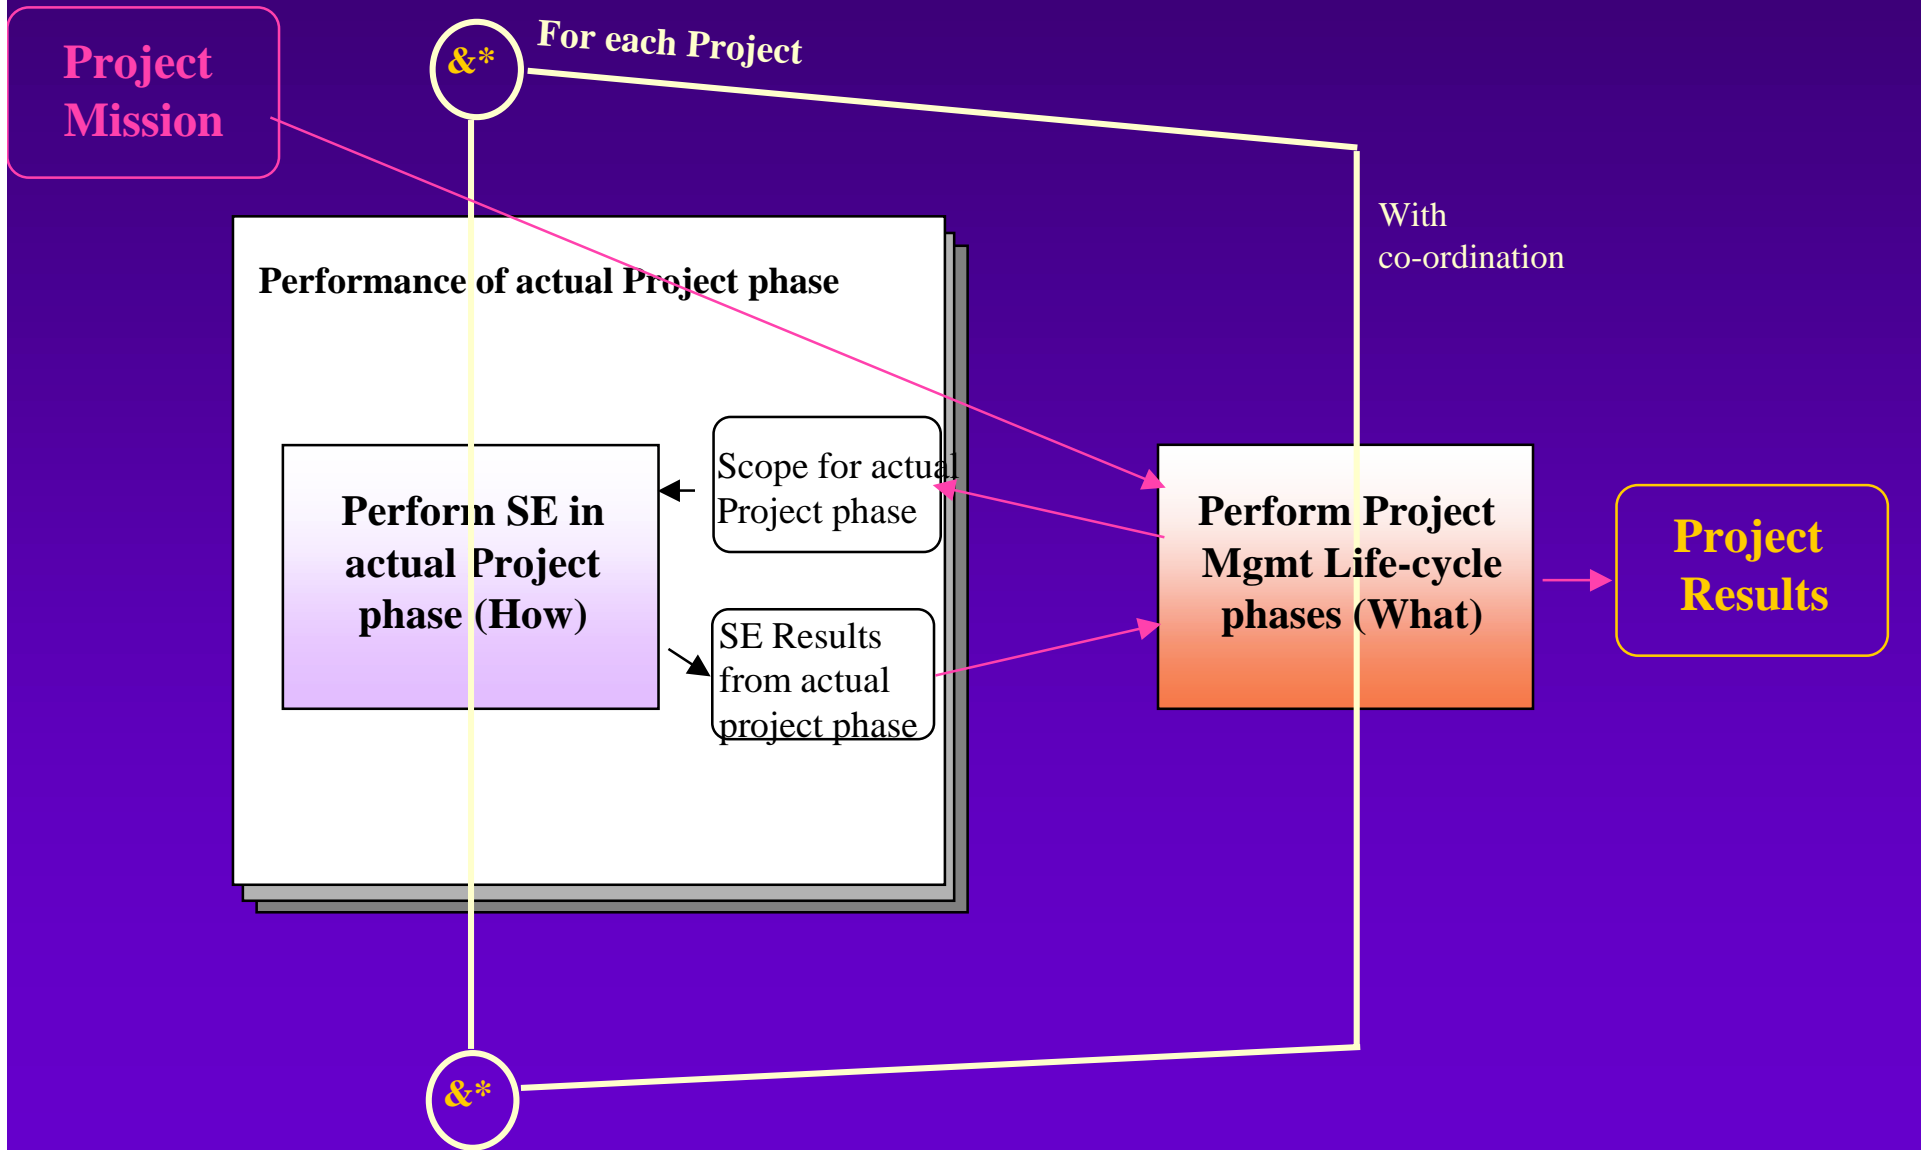 Project
Mission
&*
For each Project
With
co-ordination
Performance of actual Project phase
Scope for actual
Project phase
Perform SE in
actual Project
phase (How)
SE Results
from actual
project phase
Perform Project
Mgmt Life-cycle
phases (What)
Project
Results
&*